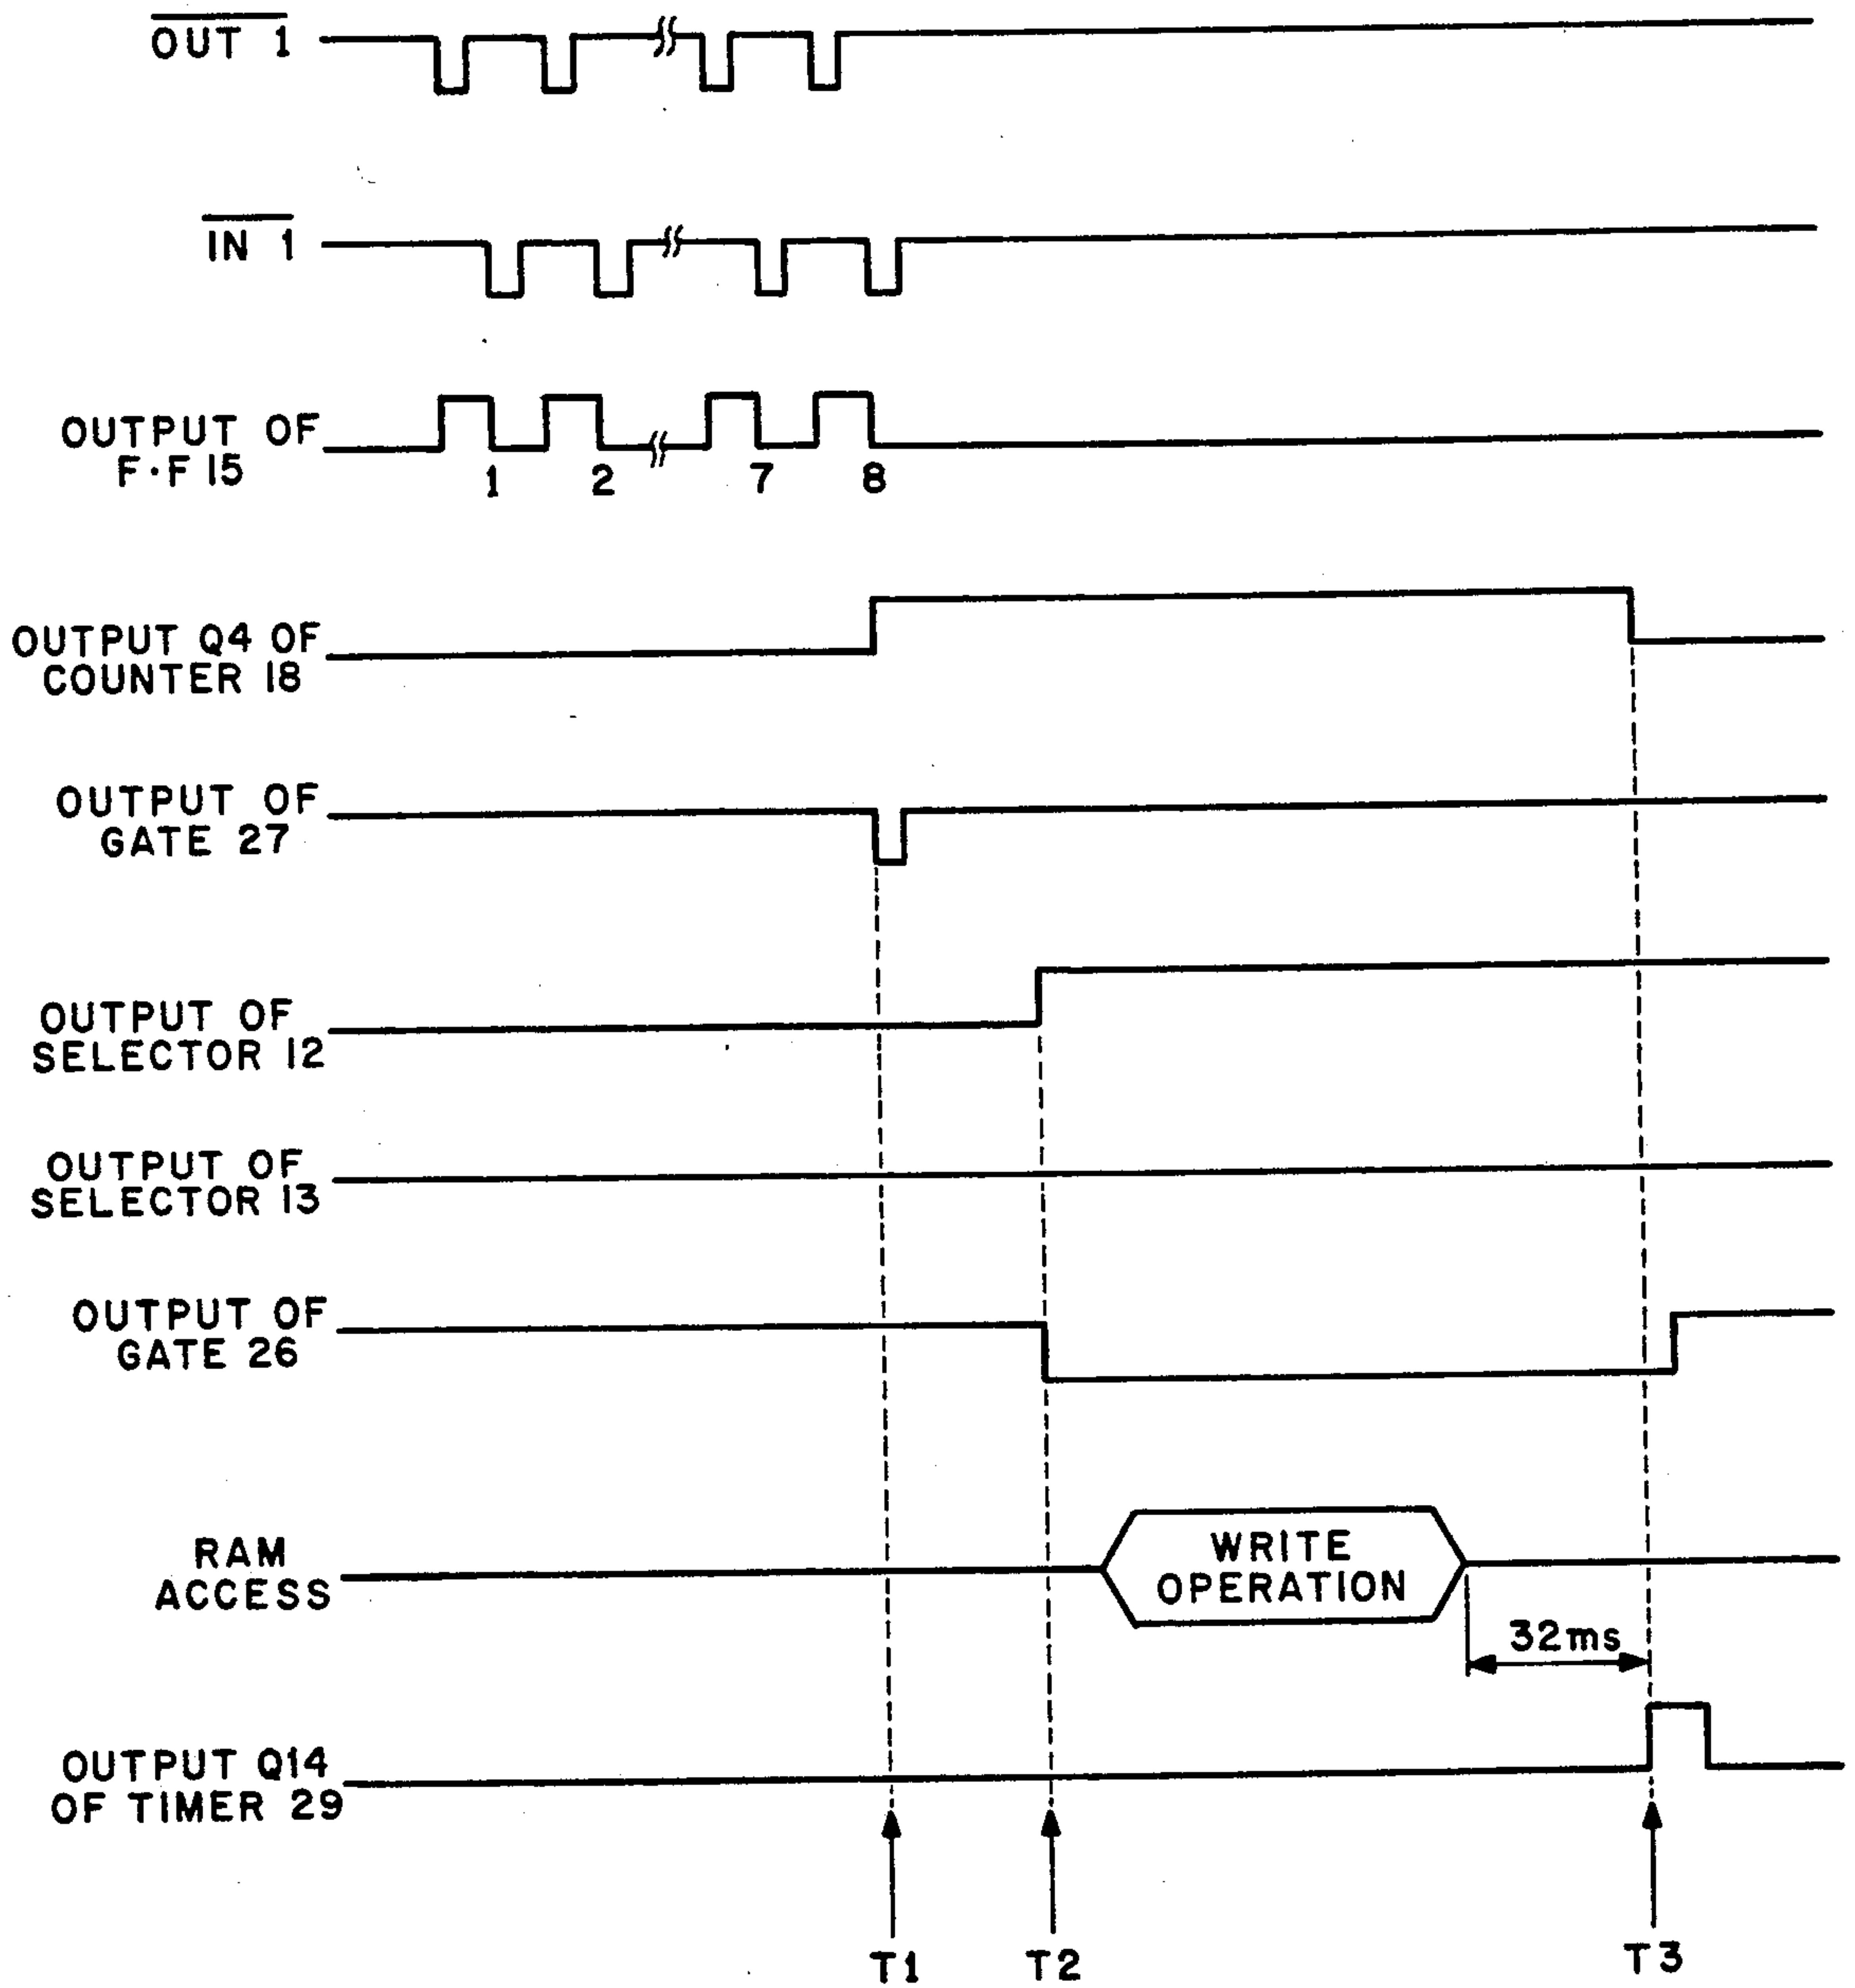 OUT 1
IN 1
OUTPUT OF
F·F 15
1 2 7 8
OUTPUT Q4 OF
COUNTER 18
OUTPUT OF
GATE 27
OUTPUT OF
SELECTOR 12
OUTPUT OF
SELECTOR 13
OUTPUT OF
GATE 26
RAM
ACCESS
WRITE
OPERATION
32ms
OUTPUT Q14
OF TIMER 29
T1 T2 T3